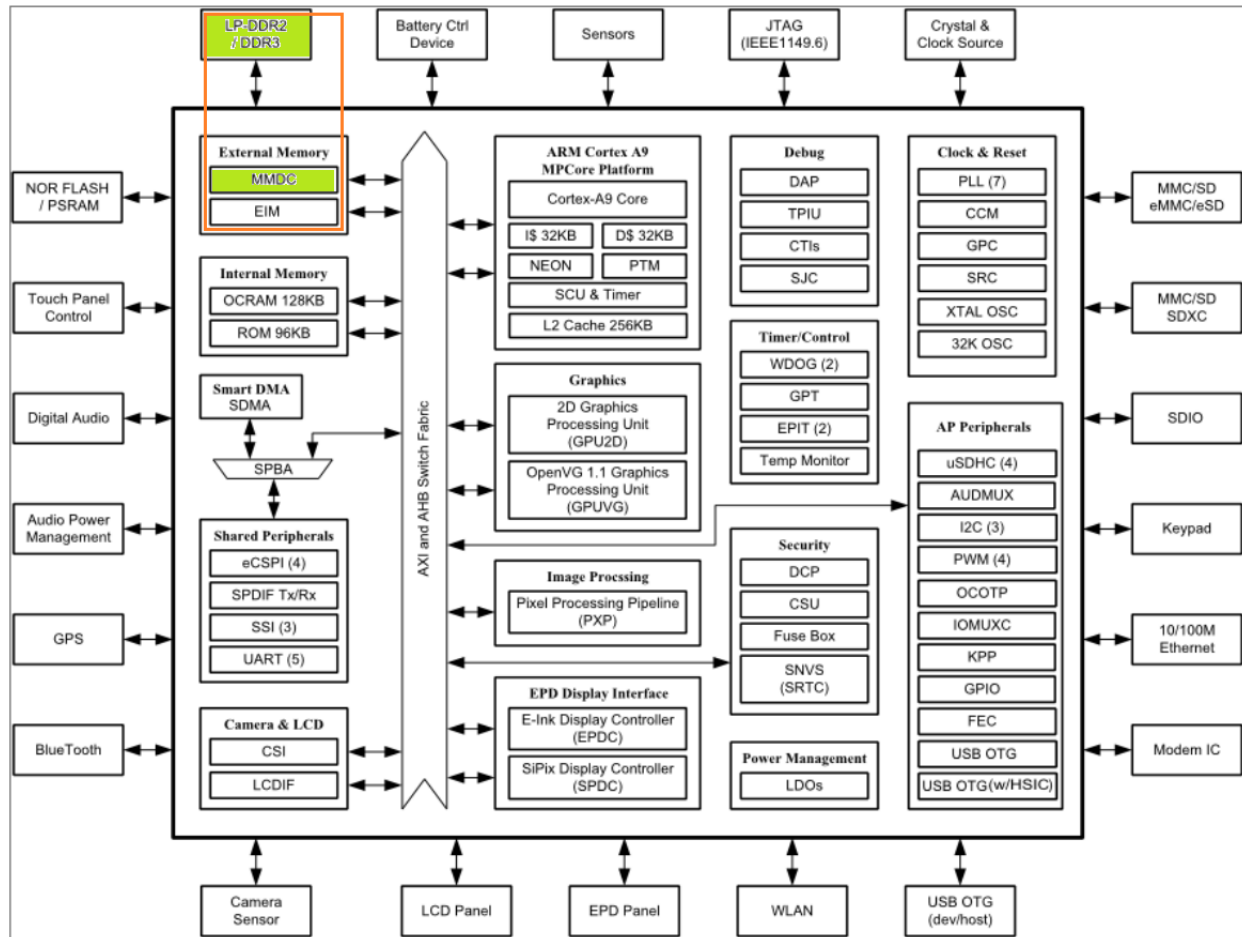 LP-DDR2
/ DDR3
Battery Ctrl
Device
Sensors
JTAG
(IEEE1149.6)
Crystal &
Clock Source
NOR FLASH
/ PSRAM
Touch Panel
Control
Digital Audio
Audio Power
Management
GPS
BlueTooth
External Memory
MMDC
EIM
Internal Memory
OCRAM 128KB
ROM 96KB
Smart DMA
SDMA
SPBA
Shared Peripherals
eCSPI (4)
SPDIF Tx/Rx
SSI (3)
UART (5)
Camera & LCD
CSI
LCDIF
AXI and AHB Switch Fabric
ARM Cortex A9
MPCore Platform
Cortex-A9 Core
I$ 32KB
D$ 32KB
NEON
PTM
SCU & Timer
L2 Cache 256KB
Graphics
2D Graphics
Processing Unit
(GPU2D)
OpenVG 1.1 Graphics
Processing Unit
(GPUVG)
Image Procssing
Pixel Processing Pipeline
(PXP)
EPD Display Interface
E-Ink Display Controller
(EPDC)
SiPix Display Controller
(SPDC)
Debug
DAP
TPIU
CTIs
SJC
Timer/Control
WDOG (2)
GPT
EPIT (2)
Temp Monitor
Security
DCP
CSU
Fuse Box
SNVS
(SRTC)
Power Management
LDOs
Clock & Reset
PLL (7)
CCM
GPC
SRC
XTAL OSC
32K OSC
AP Peripherals
uSDHC (4)
AUDMUX
I2C (3)
PWM (4)
OCOTP
IOMUXC
KPP
GPIO
FEC
USB OTG
USB OTG(w/HSIC)
MMC/SD
eMMC/eSD
MMC/SD
SDXC
SDIO
Keypad
10/100M
Ethernet
Modem IC
Camera
Sensor
LCD Panel
EPD Panel
WLAN
USB OTG
(dev/host)